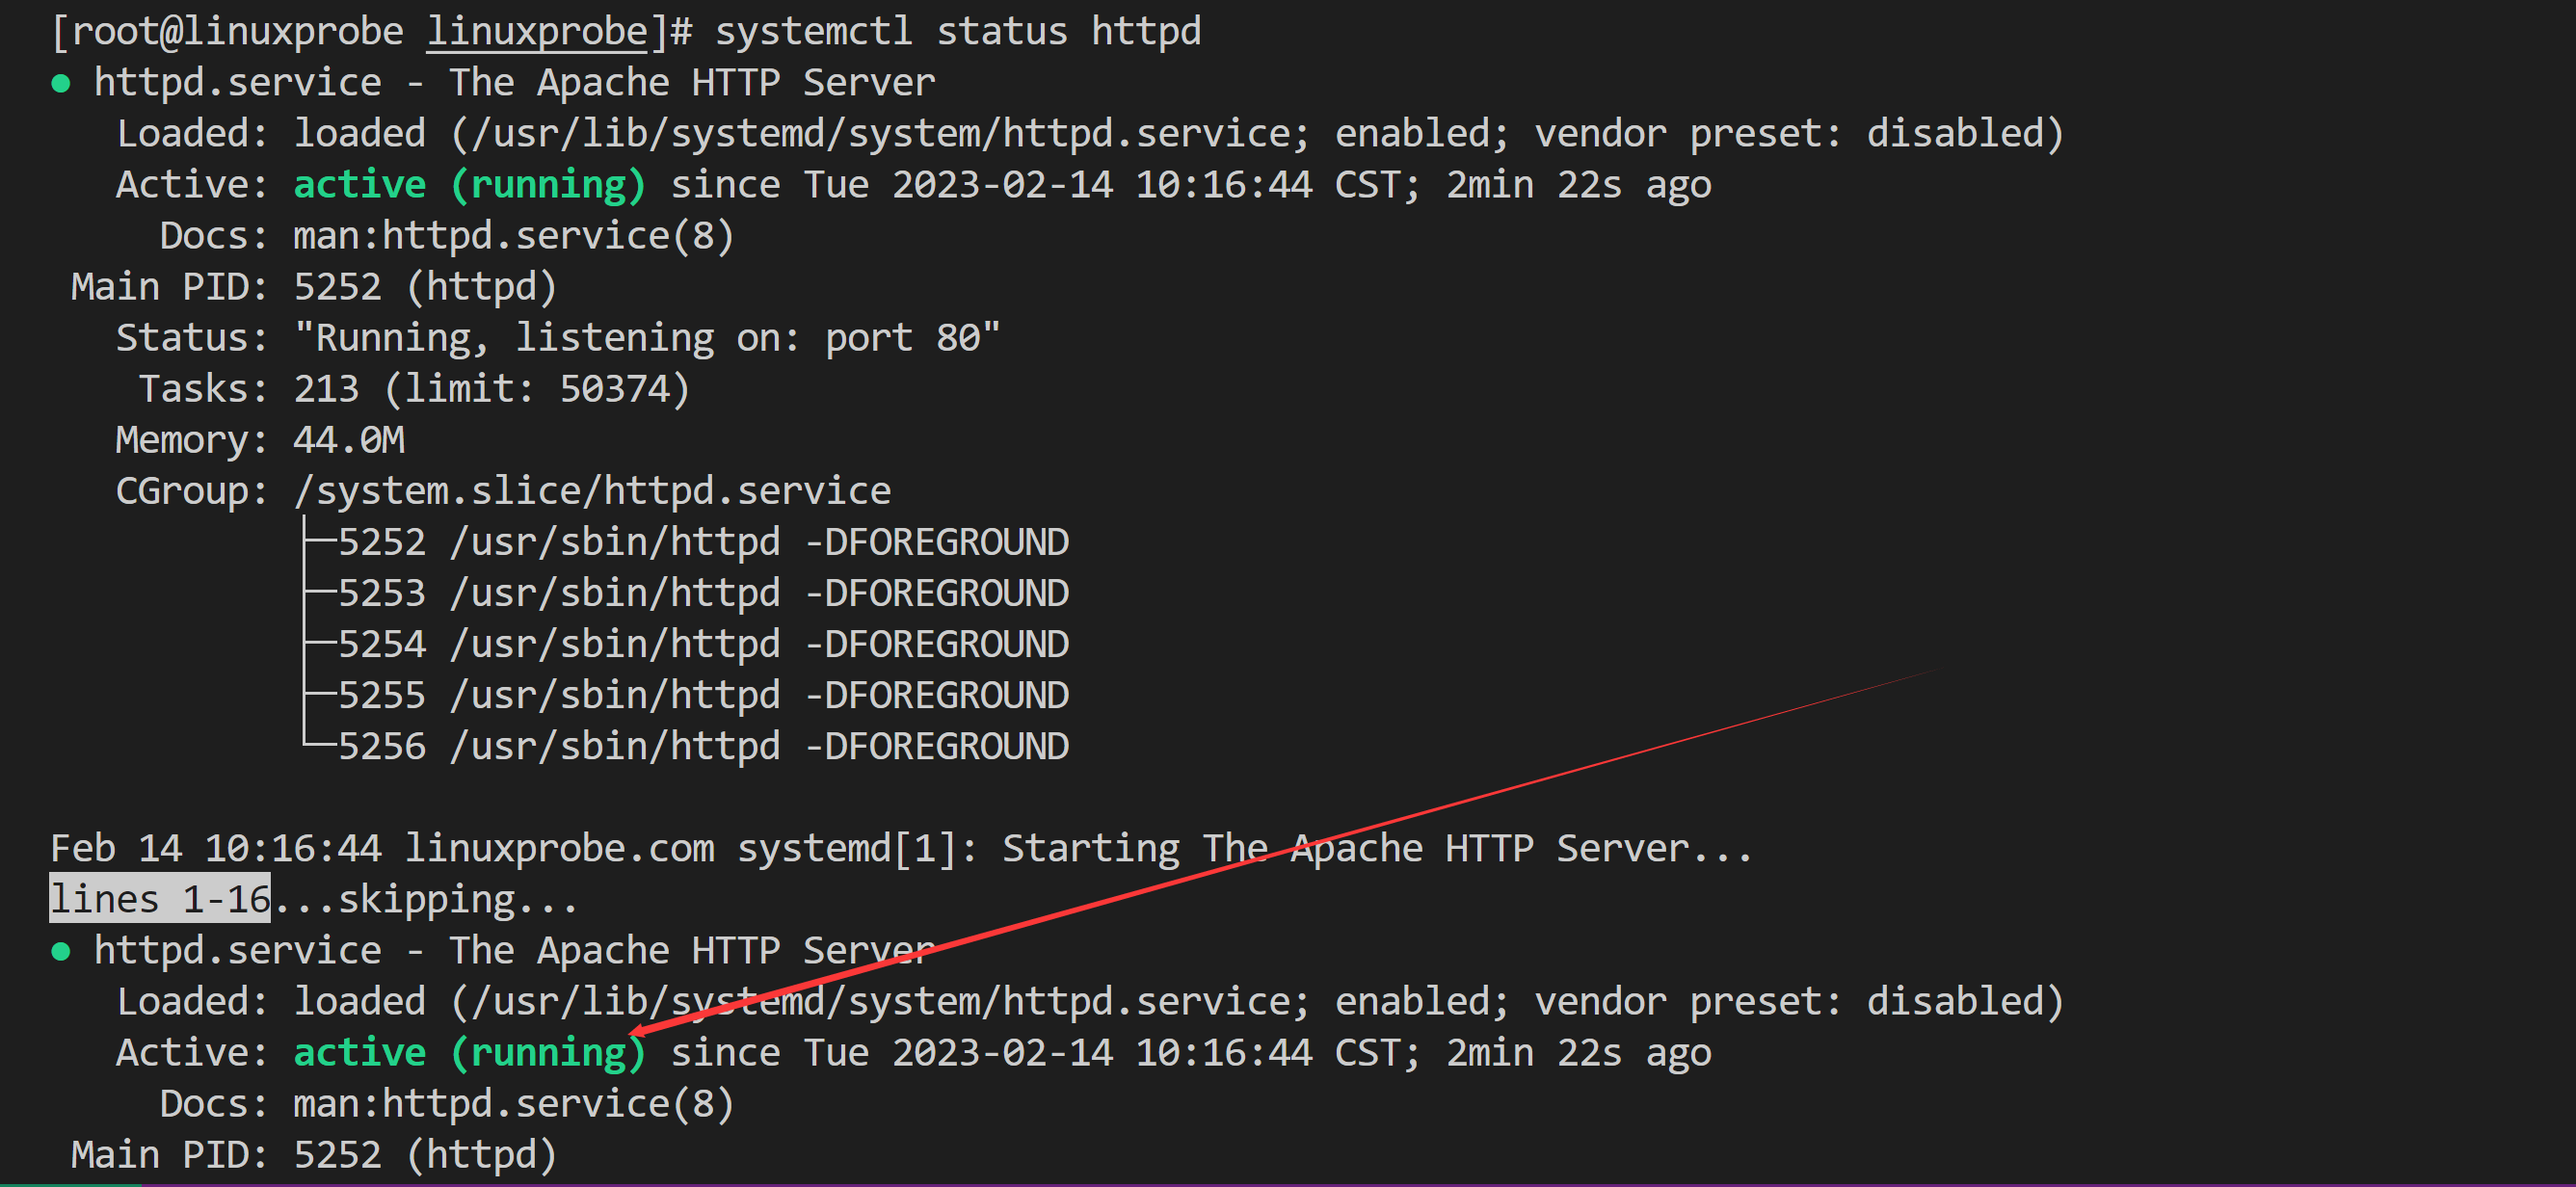 [root@linuxprobe linuxprobe]# systemctl status httpd
● httpd.service - The Apache HTTP Server
   Loaded: loaded (/usr/lib/systemd/system/httpd.service; enabled; vendor preset: disabled)
   Active: active (running) since Tue 2023-02-14 10:16:44 CST; 2min 22s ago
     Docs: man:httpd.service(8)
 Main PID: 5252 (httpd)
   Status: "Running, listening on: port 80"
    Tasks: 213 (limit: 50374)
   Memory: 44.0M
   CGroup: /system.slice/httpd.service
           ├─5252 /usr/sbin/httpd -DFOREGROUND
           ├─5253 /usr/sbin/httpd -DFOREGROUND
           ├─5254 /usr/sbin/httpd -DFOREGROUND
           ├─5255 /usr/sbin/httpd -DFOREGROUND
           └─5256 /usr/sbin/httpd -DFOREGROUND
Feb 14 10:16:44 linuxprobe.com systemd[1]: Starting The Apache HTTP Server...
lines 1-16...skipping...
● httpd.service - The Apache HTTP Server
   Loaded: loaded (/usr/lib/systemd/system/httpd.service; enabled; vendor preset: disabled)
   Active: active (running) since Tue 2023-02-14 10:16:44 CST; 2min 22s ago
     Docs: man:httpd.service(8)
 Main PID: 5252 (httpd)